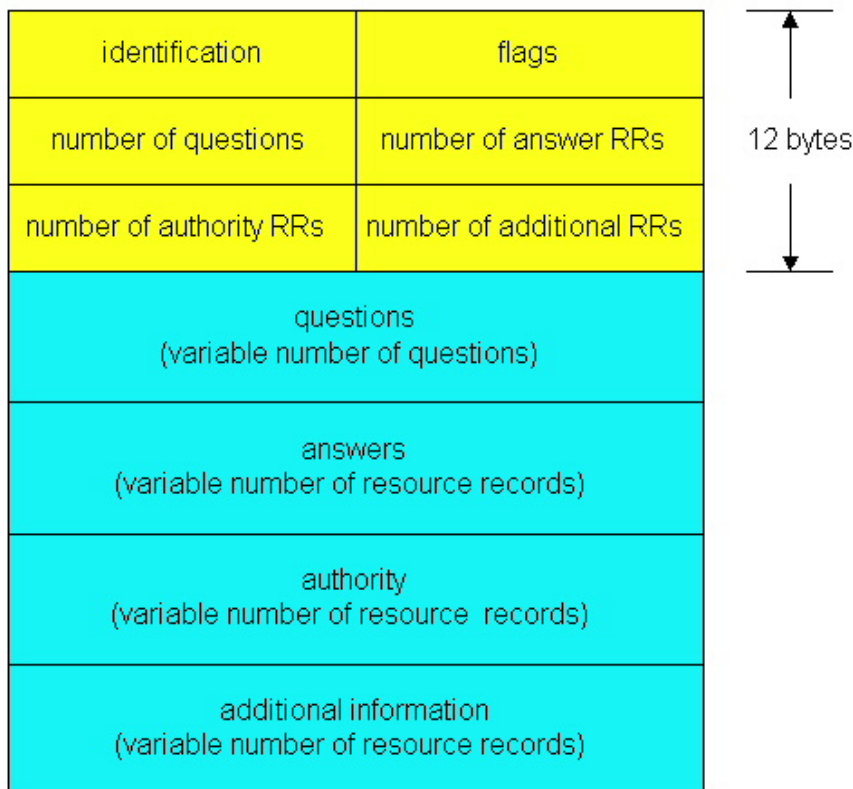 identification
flags
number of questions
number of answer RRs
12 bytes
number of authority RRs
number of additional RRs
questions
(variable number of questions)
answers
(variable number of resource records)
authority
(variable number of resource records)
additional information
(variable number of resource records)